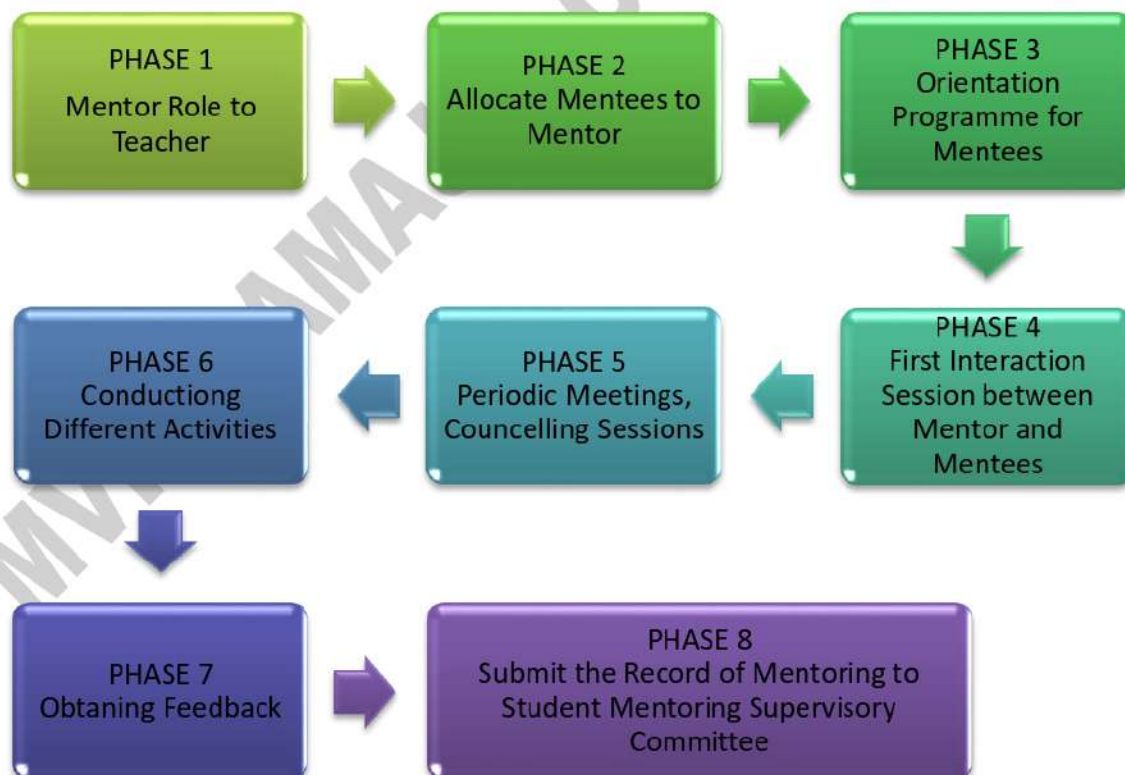 PHASE 1
Mentor Role to
Teacher
PHASE 2
Allocate Mentees to
Mentor
PHASE 3
Orientation
Programme for
Mentees
PHASE 4
First Interaction
Session between
Mentor and
Mentees
PHASE 5
Periodic Meetings,
Councelling Sessions
PHASE 6
Conductiong
Different Activities
PHASE 7
Obtaning Feedback
PHASE 8
Submit the Record of Mentoring to
Student Mentoring Supervisory
Committee